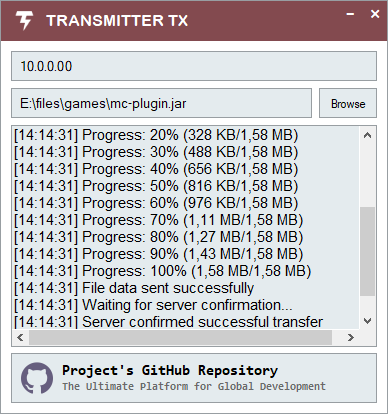 TRANSMITTER TX
10.0.0.00
E:\files\games\mc-plugin.jar
Browse
[14:14:31] Progress: 20% (328 KB/1,58 MB)
[14:14:31] Progress: 30% (488 KB/1,58 MB)
[14:14:31] Progress: 40% (656 KB/1,58 MB)
[14:14:31] Progress: 50% (816 KB/1,58 MB)
[14:14:31] Progress: 60% (976 KB/1,58 MB)
[14:14:31] Progress: 70% (1,11 MB/1,58 MB)
[14:14:31] Progress: 80% (1,27 MB/1,58 MB)
[14:14:31] Progress: 90% (1,43 MB/1,58 MB)
[14:14:31] Progress: 100% (1,58 MB/1,58 MB)
[14:14:31] File data sent successfully
[14:14:31] Waiting for server confirmation...
[14:14:31] Server confirmed successful transfer
Project's GitHub Repository
The Ultimate Platform for Global Development